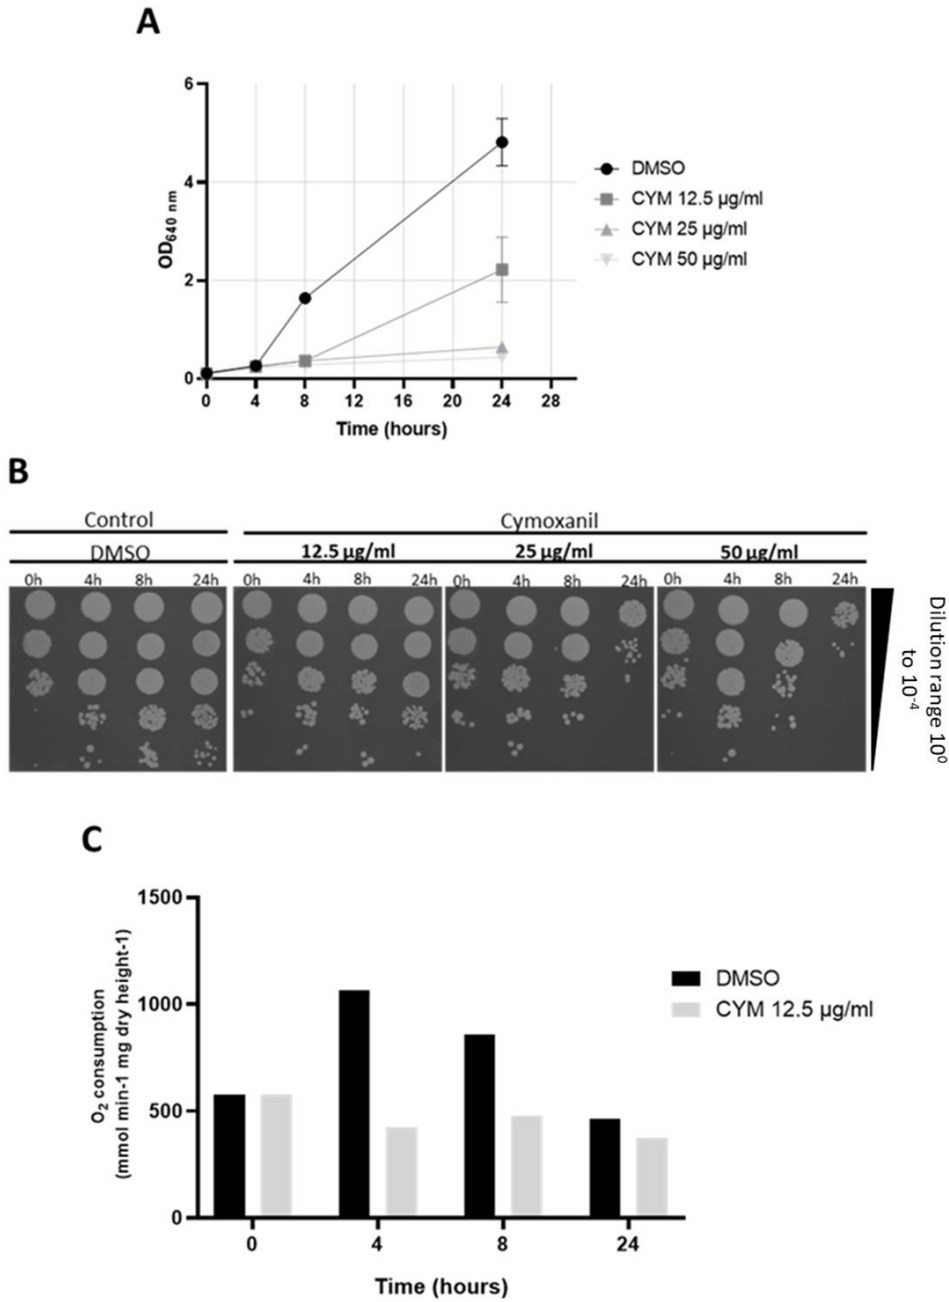 A
6
4
2
0
OD640 nm
0 4 8 12 16 20 24 28
Time (hours)
DMSO
CYM 12.5 µg/ml
CYM 25 µg/ml
CYM 50 µg/ml
B
Control
Cymoxanil
DMSO
12.5 µg/ml
25 µg/ml
50 µg/ml
0h 4h 8h 24h 0h 4h 8h 24h 0h 4h 8h 24h 0h 4h 8h 24h
Dilution range 10⁰
to 10⁻⁴
C
1500
1000
500
0
O₂ consumption
(mmol min-1 mg dry height-1)
0 4 8 24
Time (hours)
DMSO
CYM 12.5 µg/ml